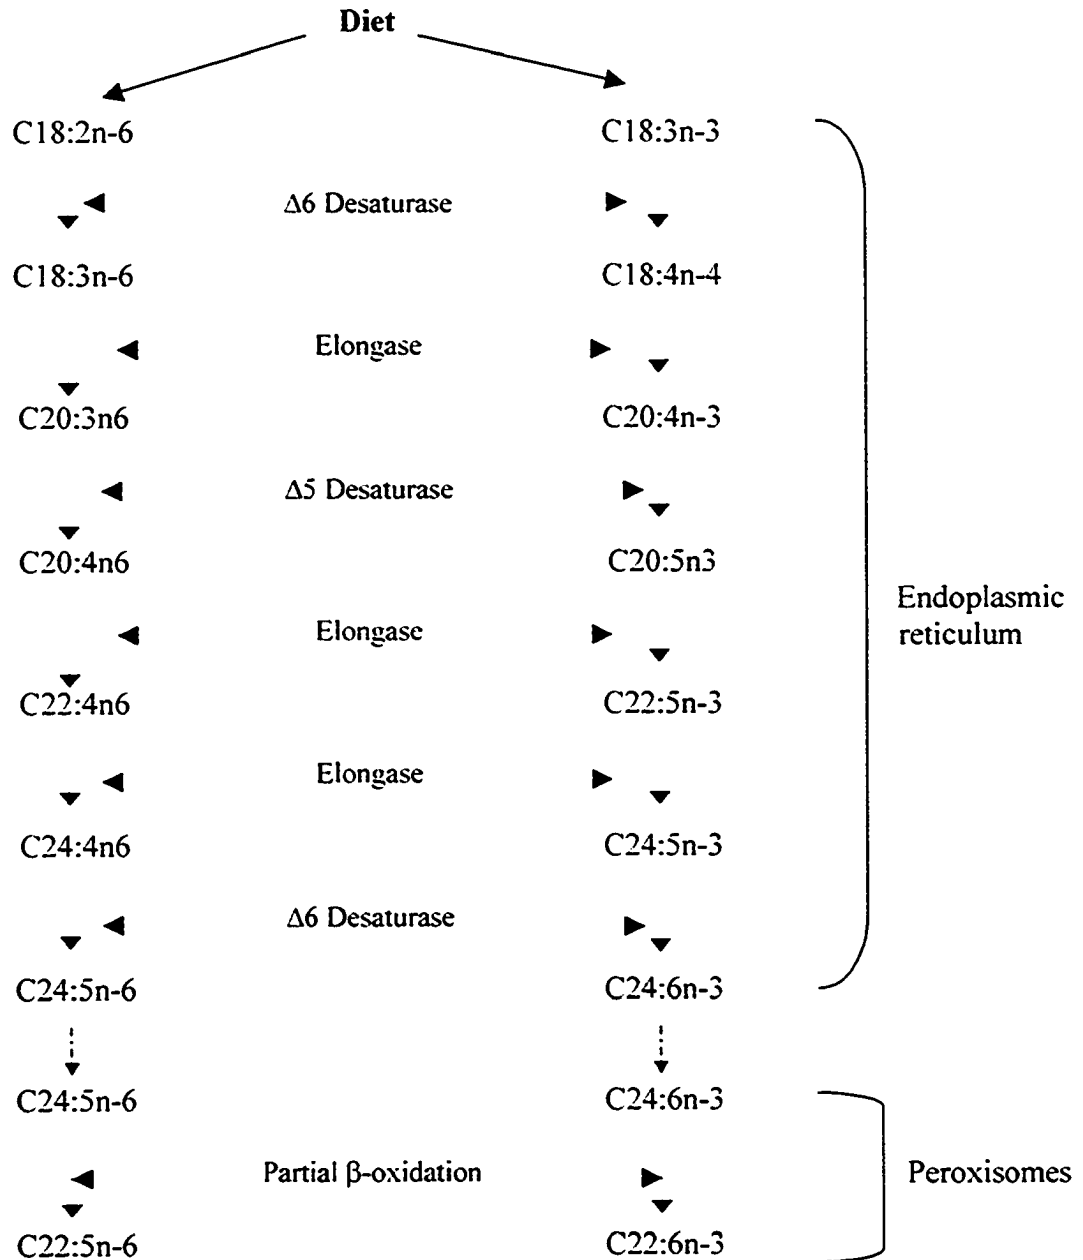 Diet
C18:2n-6 C18:3n-3
Δ6 Desaturase
C18:3n-6 C18:4n-4
Elongase
C20:3n6 C20:4n-3
Δ5 Desaturase
C20:4n6 C20:5n3
Endoplasmic
reticulum
Elongase
C22:4n6 C22:5n-3
Elongase
C24:4n6 C24:5n-3
Δ6 Desaturase
C24:5n-6 C24:6n-3
C24:5n-6 C24:6n-3
Partial β-oxidation Peroxisomes
C22:5n-6 C22:6n-3